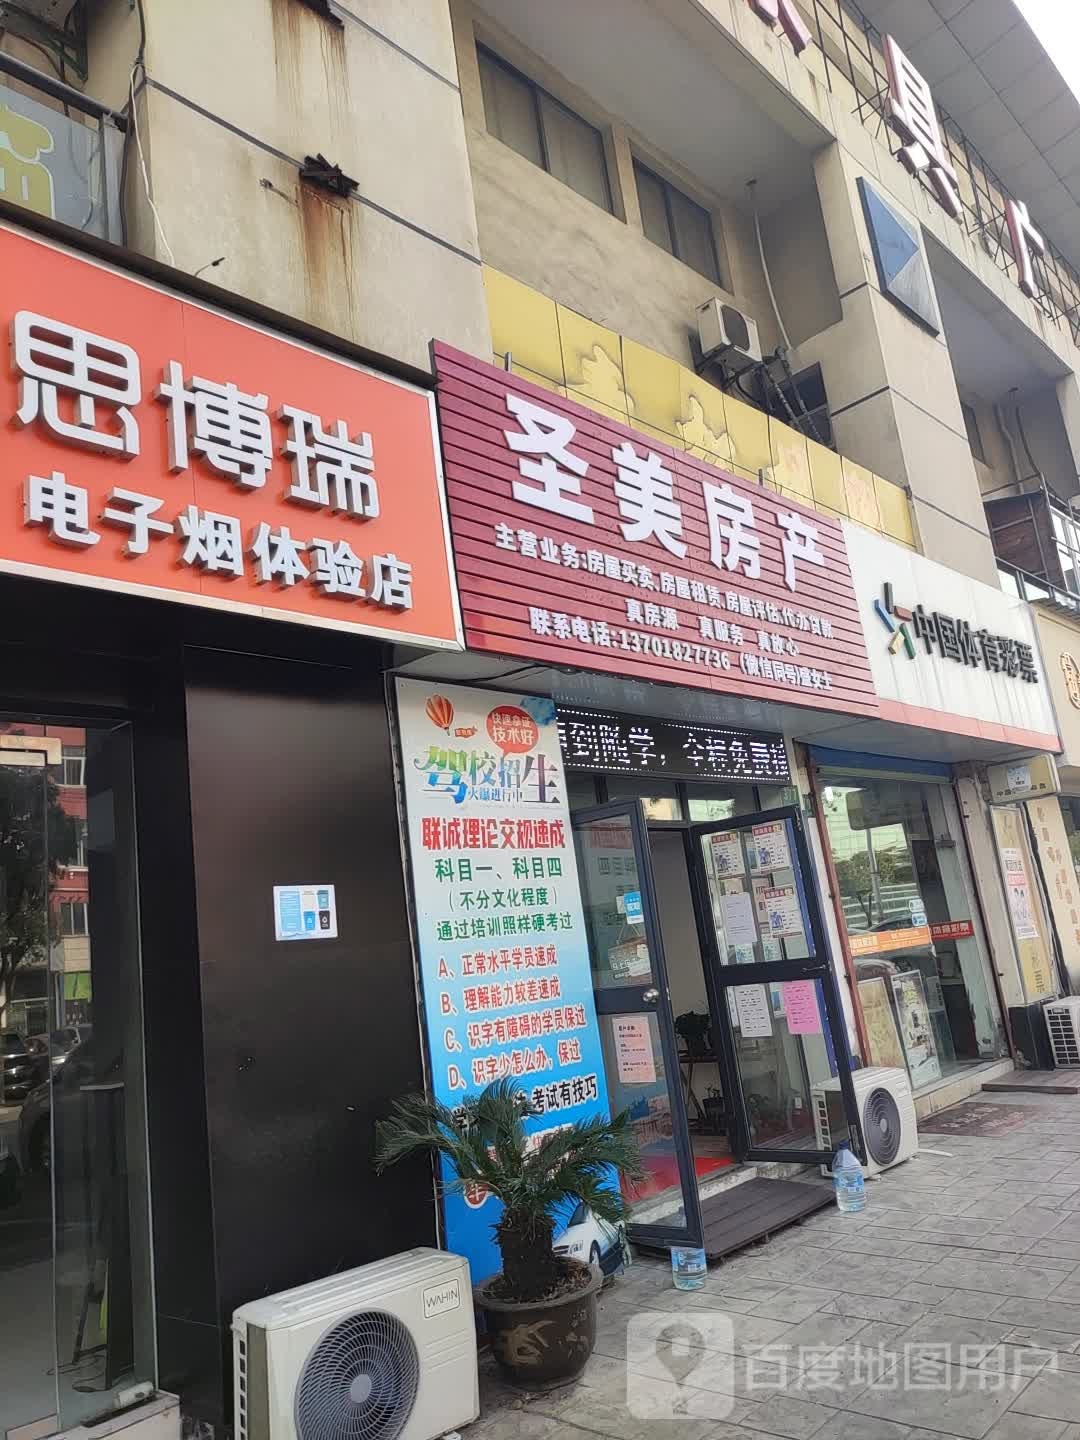 具
思博瑞
电子烟体验店
圣美房产
主营业务:房屋买卖、房屋租赁、房屋评估、代办贷款
真房源 真服务 真放心
联系电话:13701827736 (微信同号)盛女士
中国体育彩票
随到随学,
快速拿证
技术好
驾校招生
火爆进行中
联诚理论交规速成
科目一、科目四
(不分文化程度)
通过培训照样硬考过
A、正常水平学员速成
B、理解能力较差速成
C、识字有障碍的学员保过
D、识字少怎么办,保过
考试有技巧
WAHIN
百度地图用户